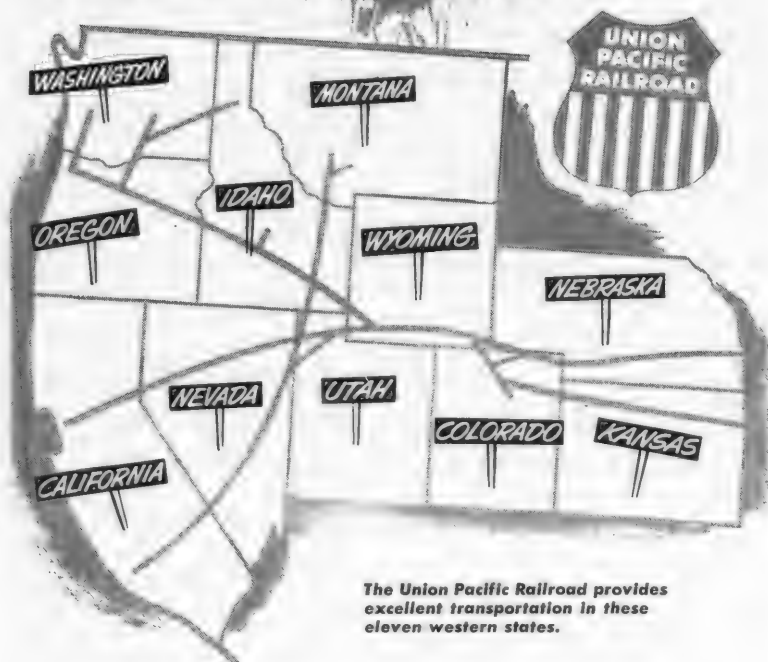 UNION
PACIFIC
RAILROAD
WASHINGTON
MONTANA
IDAHO
OREGON
WYOMING
NEBRASKA
NEVADA
UTAH
COLORADO
KANSAS
CALIFORNIA
The Union Pacific Railroad provides
excellent transportation in these
eleven western states.